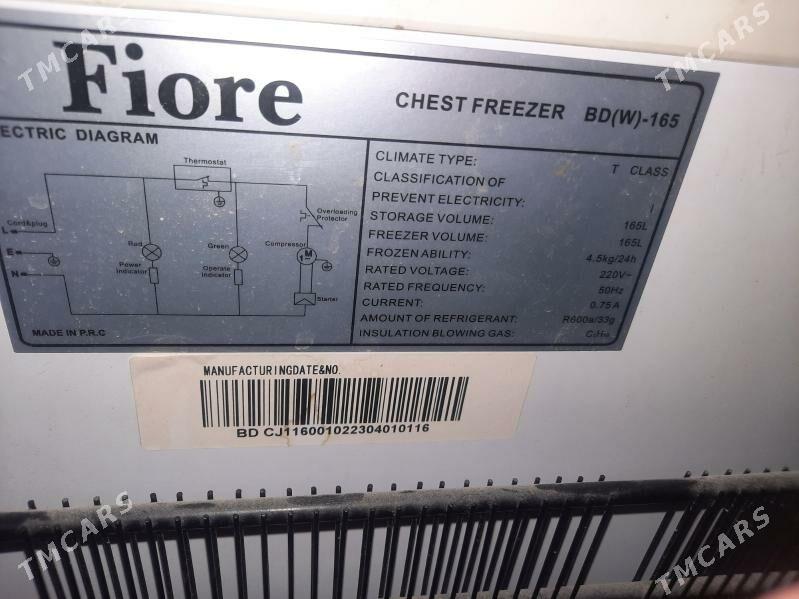 Fiore
CHEST FREEZER BD(W)-165
ECTRIC DIAGRAM
Thermostat
Cord&plug
L
E
N
Red
Power
indicator
Green
Operate
indicator
Overloading
Protector
Compressor
M
1~
Starter
MADE IN P.R.C
CLIMATE TYPE: T CLASS
CLASSIFICATION OF
PREVENT ELECTRICITY: I
STORAGE VOLUME: 165L
FREEZER VOLUME: 165L
FROZEN ABILITY: 4.5kg/24h
RATED VOLTAGE: 220V~
RATED FREQUENCY: 50Hz
CURRENT: 0.75A
AMOUNT OF REFRIGERANT: R600a/33g
INSULATION BLOWING GAS:
MANUFACTURINGDATE&NO.
BD CJ116001022304010116
TMCARS
TMCARS
TMCARS
TMCARS